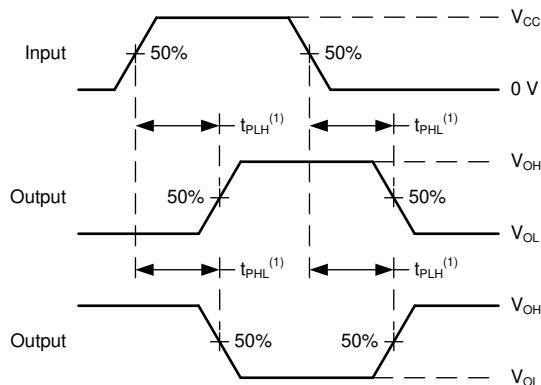 V_CC
Input 50% 50%
0 V
t_PLH^(1) t_PHL^(1)
V_OH
Output 50% 50%
V_OL
t_PHL^(1) t_PLH^(1)
V_OH
Output 50% 50%
V_OL